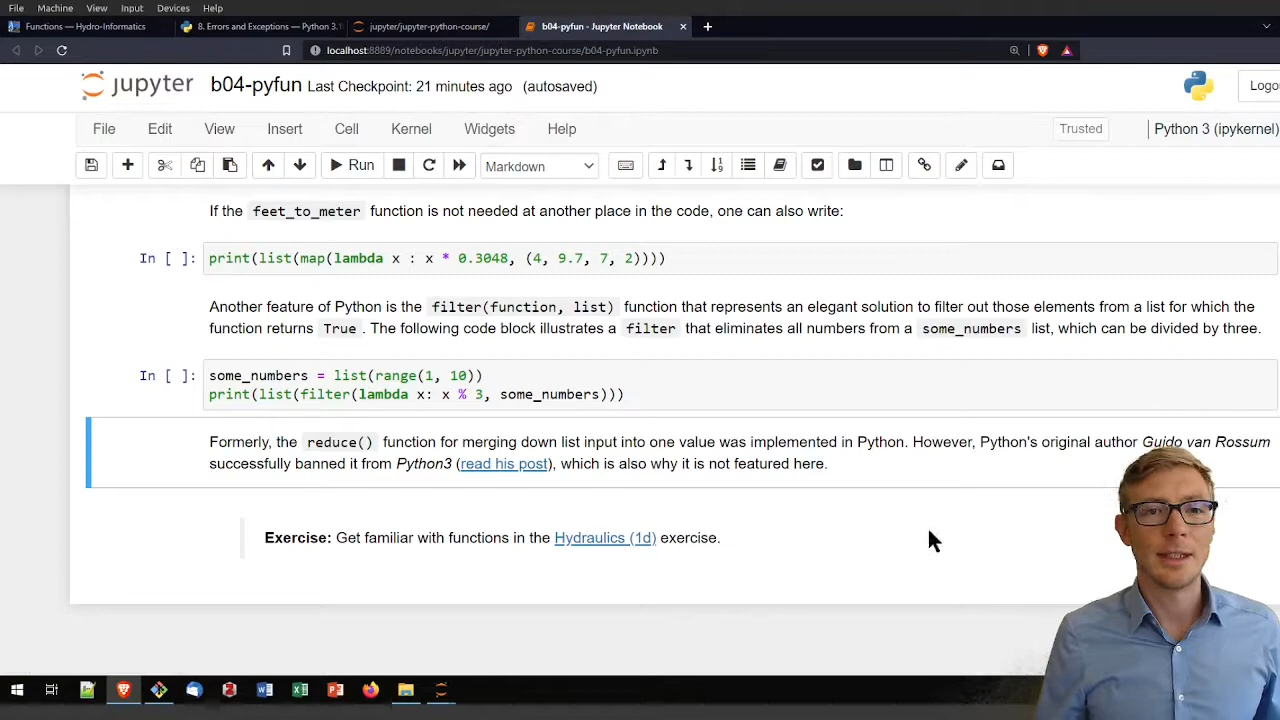 File Machine View Input Devices Help
Functions — Hydro-Informatics 8. Errors and Exceptions — Python 3.1 jupyter/jupyter-python-course/ b04-pyfun - Jupyter Notebook
localhost:8889/notebooks/jupyter/jupyter-python-course/b04-pyfun.ipynb
jupyter b04-pyfun Last Checkpoint: 21 minutes ago (autosaved) Logo
File Edit View Insert Cell Kernel Widgets Help Trusted Python 3 (ipykernel)
Run Markdown
If the feet_to_meter function is not needed at another place in the code, one can also write:
In [ ]: print(list(map(lambda x : x * 0.3048, (4, 9.7, 7, 2))))
Another feature of Python is the filter(function, list) function that represents an elegant solution to filter out those elements from a list for which the
function returns True . The following code block illustrates a filter that eliminates all numbers from a some_numbers list, which can be divided by three.
In [ ]: some_numbers = list(range(1, 10))
print(list(filter(lambda x: x % 3, some_numbers)))
Formerly, the reduce() function for merging down list input into one value was implemented in Python. However, Python's original author Guido van Rossum
successfully banned it from Python3 (read his post), which is also why it is not featured here.
Exercise: Get familiar with functions in the Hydraulics (1d) exercise.